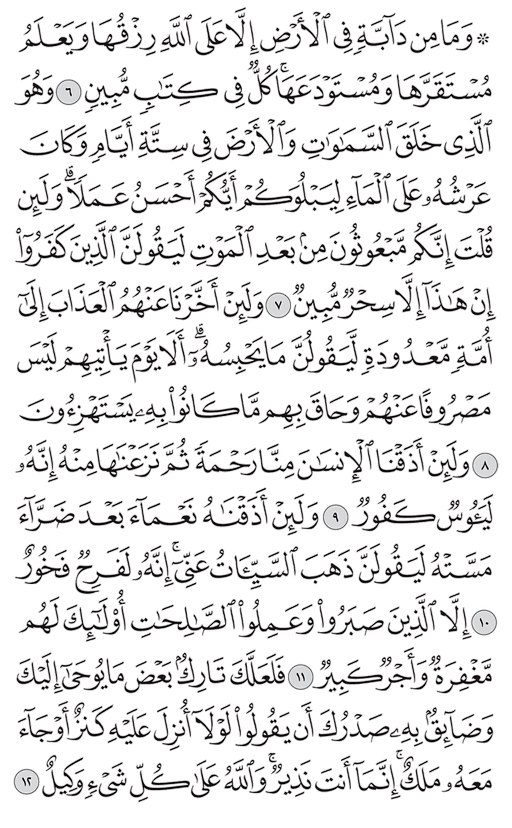 ۞ وَمَا مِن دَآبَّةٍ فِي ٱلْأَرْضِ إِلَّا عَلَى ٱللَّهِ رِزْقُهَا وَيَعْلَمُ
مُسْتَقَرَّهَا وَمُسْتَوْدَعَهَاۚ كُلٌّ فِي كِتَٰبٍ مُّبِينٍ ٦ وَهُوَ
ٱلَّذِي خَلَقَ ٱلسَّمَٰوَٰتِ وَٱلْأَرْضَ فِي سِتَّةِ أَيَّامٍ وَكَانَ
عَرْشُهُۥ عَلَى ٱلْمَآءِ لِيَبْلُوَكُمْ أَيُّكُمْ أَحْسَنُ عَمَلًاۗ وَلَئِن
قُلْتَ إِنَّكُم مَّبْعُوثُونَ مِنۢ بَعْدِ ٱلْمَوْتِ لَيَقُولَنَّ ٱلَّذِينَ كَفَرُوٓاْ
إِنْ هَٰذَآ إِلَّا سِحْرٌ مُّبِينٌ ٧ وَلَئِنْ أَخَّرْنَا عَنْهُمُ ٱلْعَذَابَ إِلَىٰٓ
أُمَّةٍ مَّعْدُودَةٍ لَّيَقُولُنَّ مَا يَحْبِسُهُۥٓۗ أَلَا يَوْمَ يَأْتِيهِمْ لَيْسَ
مَصْرُوفًا عَنْهُمْ وَحَاقَ بِهِم مَّا كَانُواْ بِهِۦ يَسْتَهْزِءُونَ
٨ وَلَئِنْ أَذَقْنَا ٱلْإِنسَٰنَ مِنَّا رَحْمَةً ثُمَّ نَزَعْنَٰهَا مِنْهُ إِنَّهُۥ
لَيَـُٔوسٌ كَفُورٌ ٩ وَلَئِنْ أَذَقْنَٰهُ نَعْمَآءَ بَعْدَ ضَرَّآءَ
مَسَّتْهُ لَيَقُولَنَّ ذَهَبَ ٱلسَّيِّـَٔاتُ عَنِّيٓۚ إِنَّهُۥ لَفَرِحٌ فَخُورٌ
١٠ إِلَّا ٱلَّذِينَ صَبَرُواْ وَعَمِلُواْ ٱلصَّٰلِحَٰتِ أُوْلَٰٓئِكَ لَهُم
مَّغْفِرَةٌ وَأَجْرٌ كَبِيرٌ ١١ فَلَعَلَّكَ تَارِكٌۢ بَعْضَ مَا يُوحَىٰٓ إِلَيْكَ
وَضَآئِقٌۢ بِهِۦ صَدْرُكَ أَن يَقُولُواْ لَوْلَآ أُنزِلَ عَلَيْهِ كَنزٌ أَوْ جَآءَ
مَعَهُۥ مَلَكٌۚ إِنَّمَآ أَنتَ نَذِيرٌۚ وَٱللَّهُ عَلَىٰ كُلِّ شَيْءٍ وَكِيلٌ ١٢